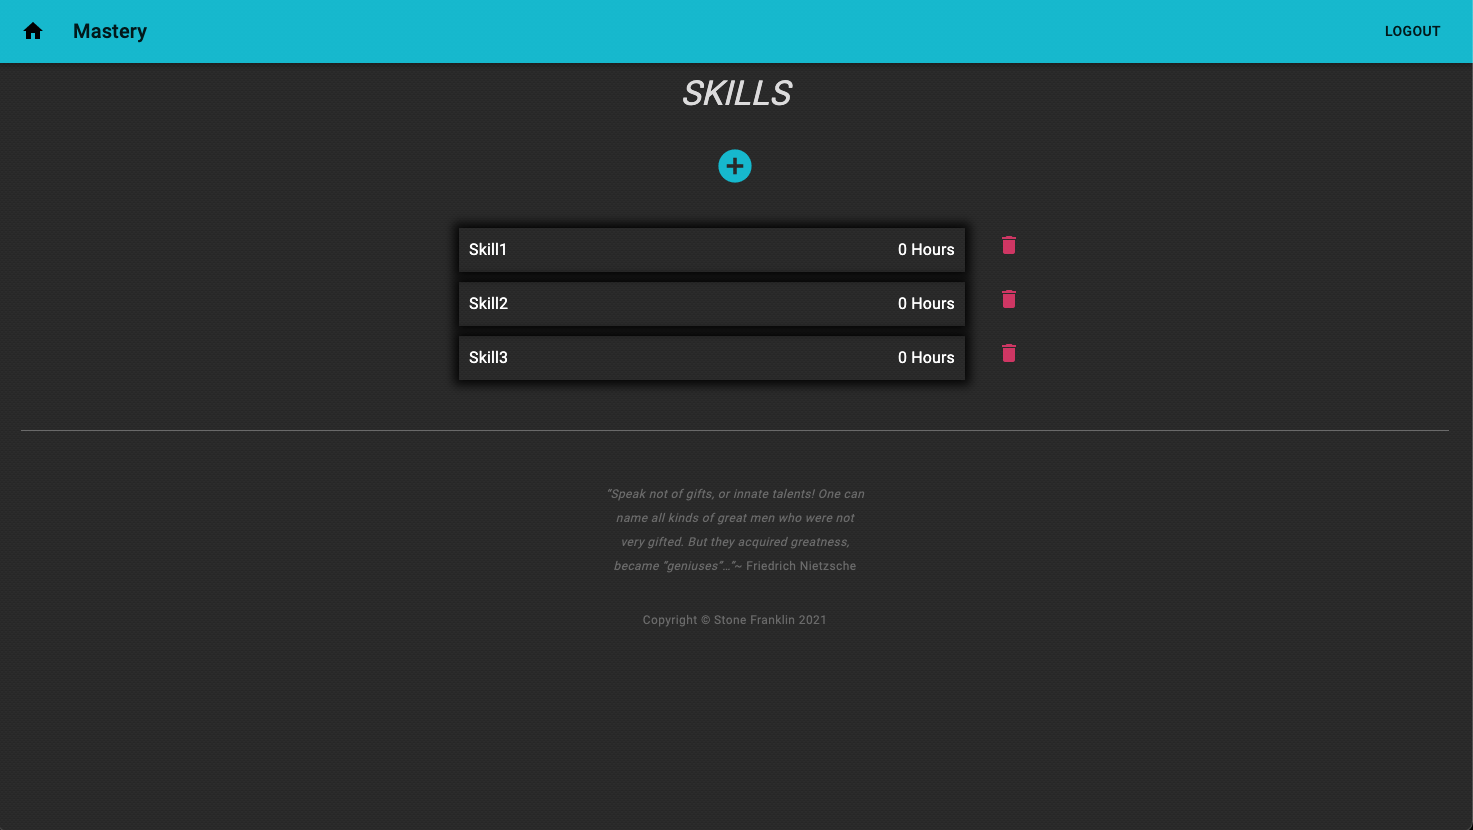 Mastery
LOGOUT
SKILLS
Skill1 0 Hours
Skill2 0 Hours
Skill3 0 Hours
“Speak not of gifts, or innate talents! One can
name all kinds of great men who were not
very gifted. But they acquired greatness,
became “geniuses”…”~ Friedrich Nietzsche
Copyright © Stone Franklin 2021